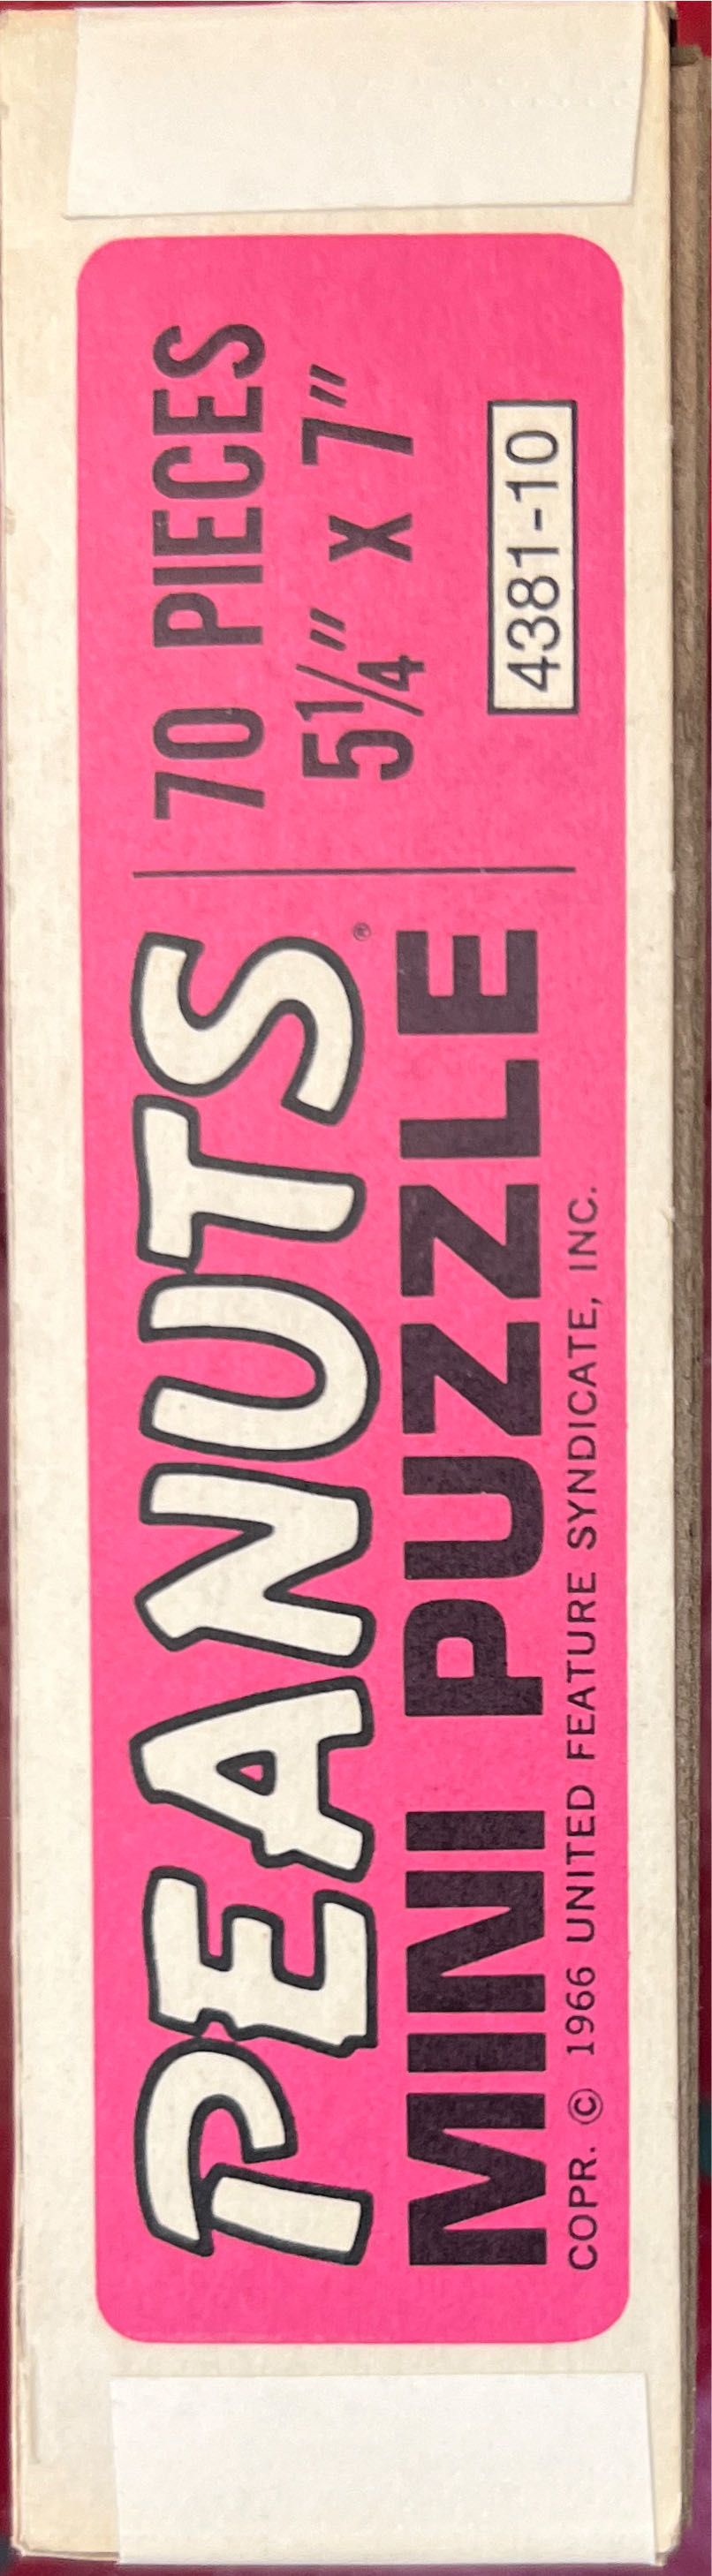 PEANUTS®
MINI PUZZLE
COPR. © 1966 UNITED FEATURE SYNDICATE, INC.
70 PIECES
5¼" X 7"
4381-10